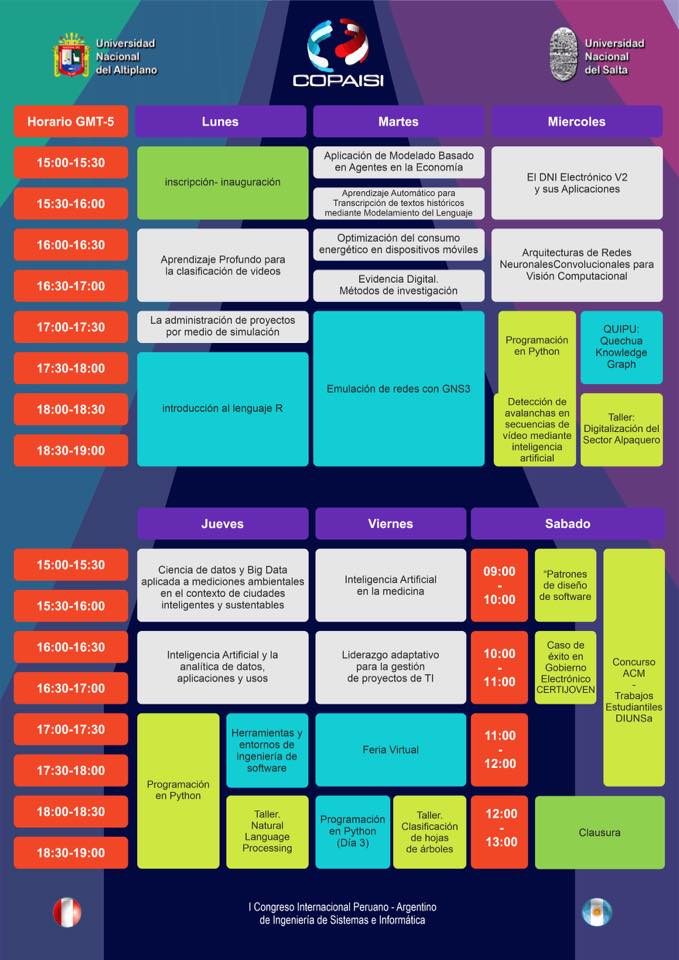 Universidad
Nacional
del Altiplano
COPAISI
Universidad
Nacional
del Salta
Horario GMT-5
Lunes
Martes
Miercoles
15:00-15:30
15:30-16:00
inscripción- inauguración
Aplicación de Modelado Basado
en Agentes en la Economía
Aprendizaje Automático para
Transcripción de textos históricos
mediante Modelamiento del Lenguaje
El DNI Electrónico V2
y sus Aplicaciones
16:00-16:30
16:30-17:00
Aprendizaje Profundo para
la clasificación de videos
Optimización del consumo
energético en dispositivos móviles
Evidencia Digital.
Métodos de investigación
Arquitecturas de Redes
NeuronalesConvolucionales para
Visión Computacional
17:00-17:30
17:30-18:00
18:00-18:30
18:30-19:00
La administración de proyectos
por medio de simulación
introducción al lenguaje R
Emulación de redes con GNS3
Programación
en Python
QUIPU:
Quechua
Knowledge
Graph
Detección de
avalanchas en
secuencias de
vídeo mediante
inteligencia
artificial
Taller:
Digitalización del
Sector Alpaquero
Jueves
Viernes
Sabado
15:00-15:30
15:30-16:00
Ciencia de datos y Big Data
aplicada a mediciones ambientales
en el contexto de ciudades
inteligentes y sustentables
Inteligencia Artificial
en la medicina
09:00
-
10:00
"Patrones
de diseño
de software
Concurso
ACM
-
Trabajos
Estudiantiles
DIUNSa
16:00-16:30
16:30-17:00
Inteligencia Artificial y la
analítica de datos,
aplicaciones y usos
Liderazgo adaptativo
para la gestión
de proyectos de TI
10:00
-
11:00
Caso de
éxito en
Gobierno
Electrónico
CERTIJOVEN
17:00-17:30
17:30-18:00
Programación
en Python
Herramientas y
entornos de
ingeniería de
software
Feria Virtual
11:00
-
12:00
18:00-18:30
18:30-19:00
Taller.
Natural
Language
Processing
Programación
en Python
(Día 3)
Taller.
Clasificación
de hojas
de árboles
12:00
-
13:00
Clausura
I Congreso Internacional Peruano - Argentino
de Ingeniería de Sistemas e Informática